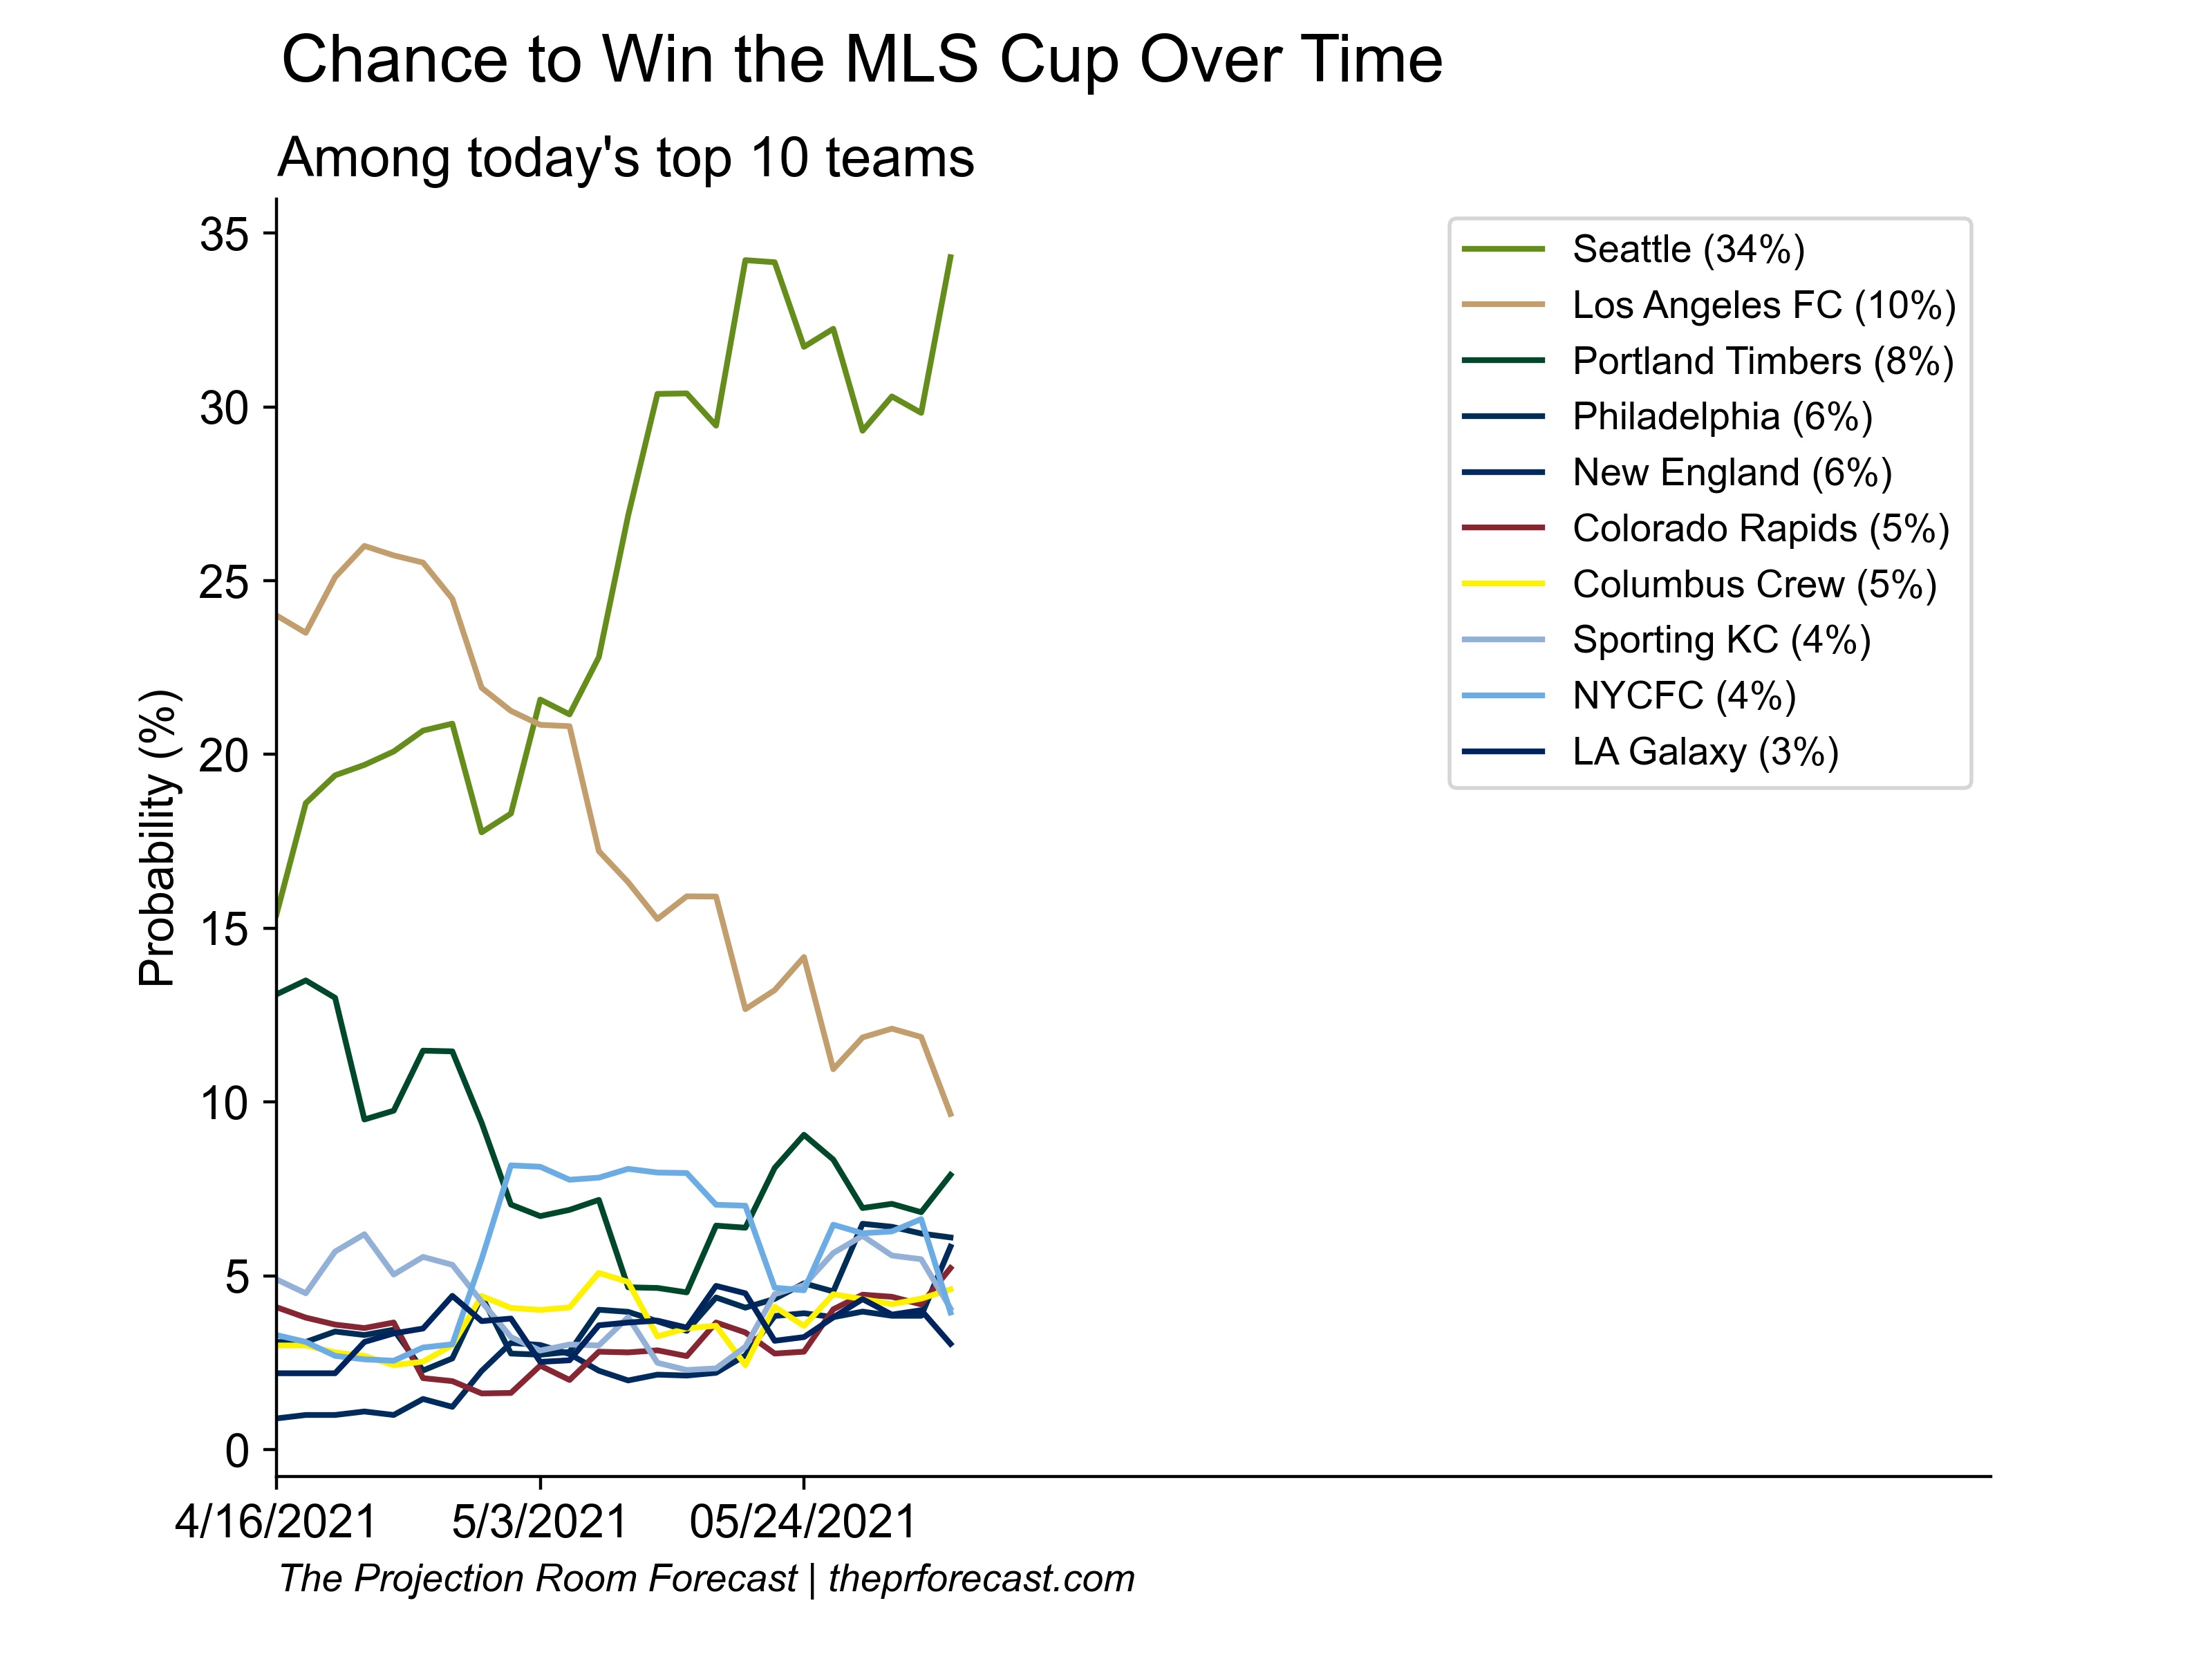 Chance to Win the MLS Cup Over Time
Among today's top 10 teams
35
30
25
20
15
10
5
0
Probability (%)
Seattle (34%)
Los Angeles FC (10%)
Portland Timbers (8%)
Philadelphia (6%)
New England (6%)
Colorado Rapids (5%)
Columbus Crew (5%)
Sporting KC (4%)
NYCFC (4%)
LA Galaxy (3%)
4/16/2021 5/3/2021 05/24/2021
The Projection Room Forecast | theprforecast.com